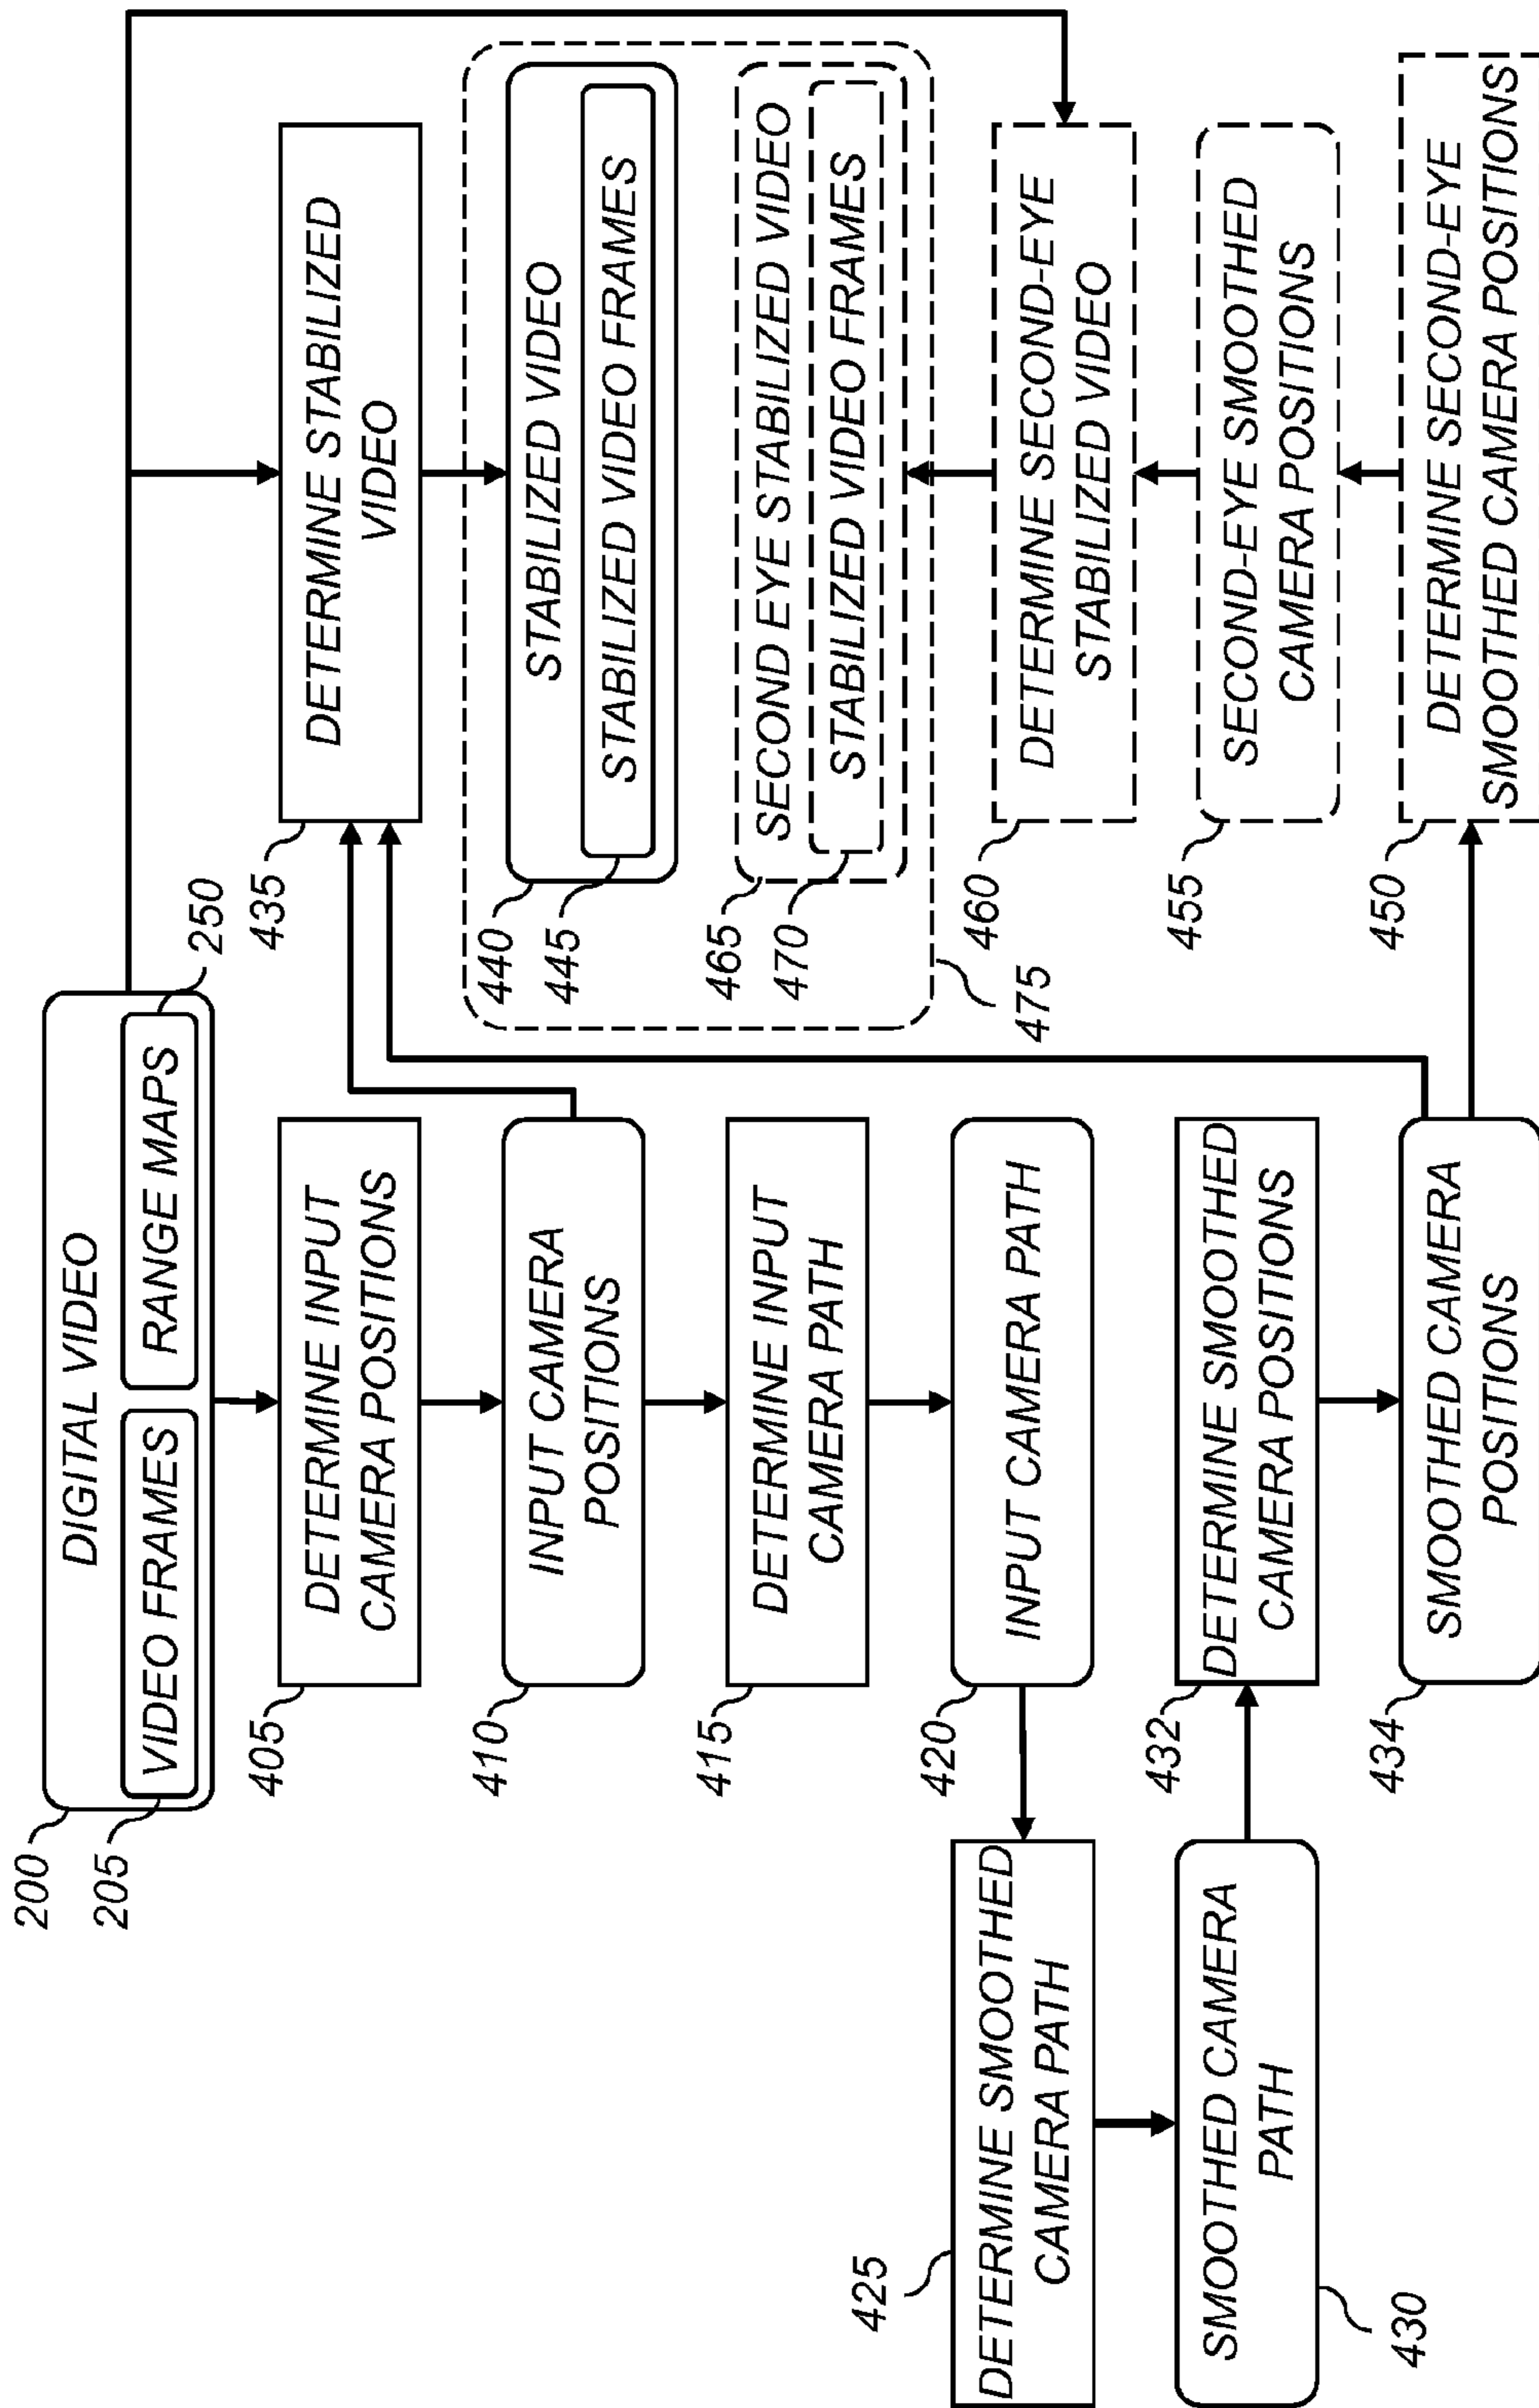 200
DIGITAL VIDEO
205
VIDEO FRAMES
RANGE MAPS
250
405
DETERMINE INPUT
CAMERA POSITIONS
410
INPUT CAMERA
POSITIONS
415
DETERMINE INPUT
CAMERA PATH
420
INPUT CAMERA PATH
425
DETERMINE SMOOTHED
CAMERA PATH
430
SMOOTHED CAMERA
PATH
432
DETERMINE SMOOTHED
CAMERA POSITIONS
434
SMOOTHED CAMERA
POSITIONS
435
DETERMINE STABILIZED
VIDEO
440
STABILIZED VIDEO
445
STABILIZED VIDEO FRAMES
465
SECOND EYE STABILIZED VIDEO
470
STABILIZED VIDEO FRAMES
475
460
DETERMINE SECOND-EYE
STABILIZED VIDEO
455
SECOND-EYE SMOOTHED
CAMERA POSITIONS
450
DETERMINE SECOND-EYE
SMOOTHED CAMERA POSITIONS